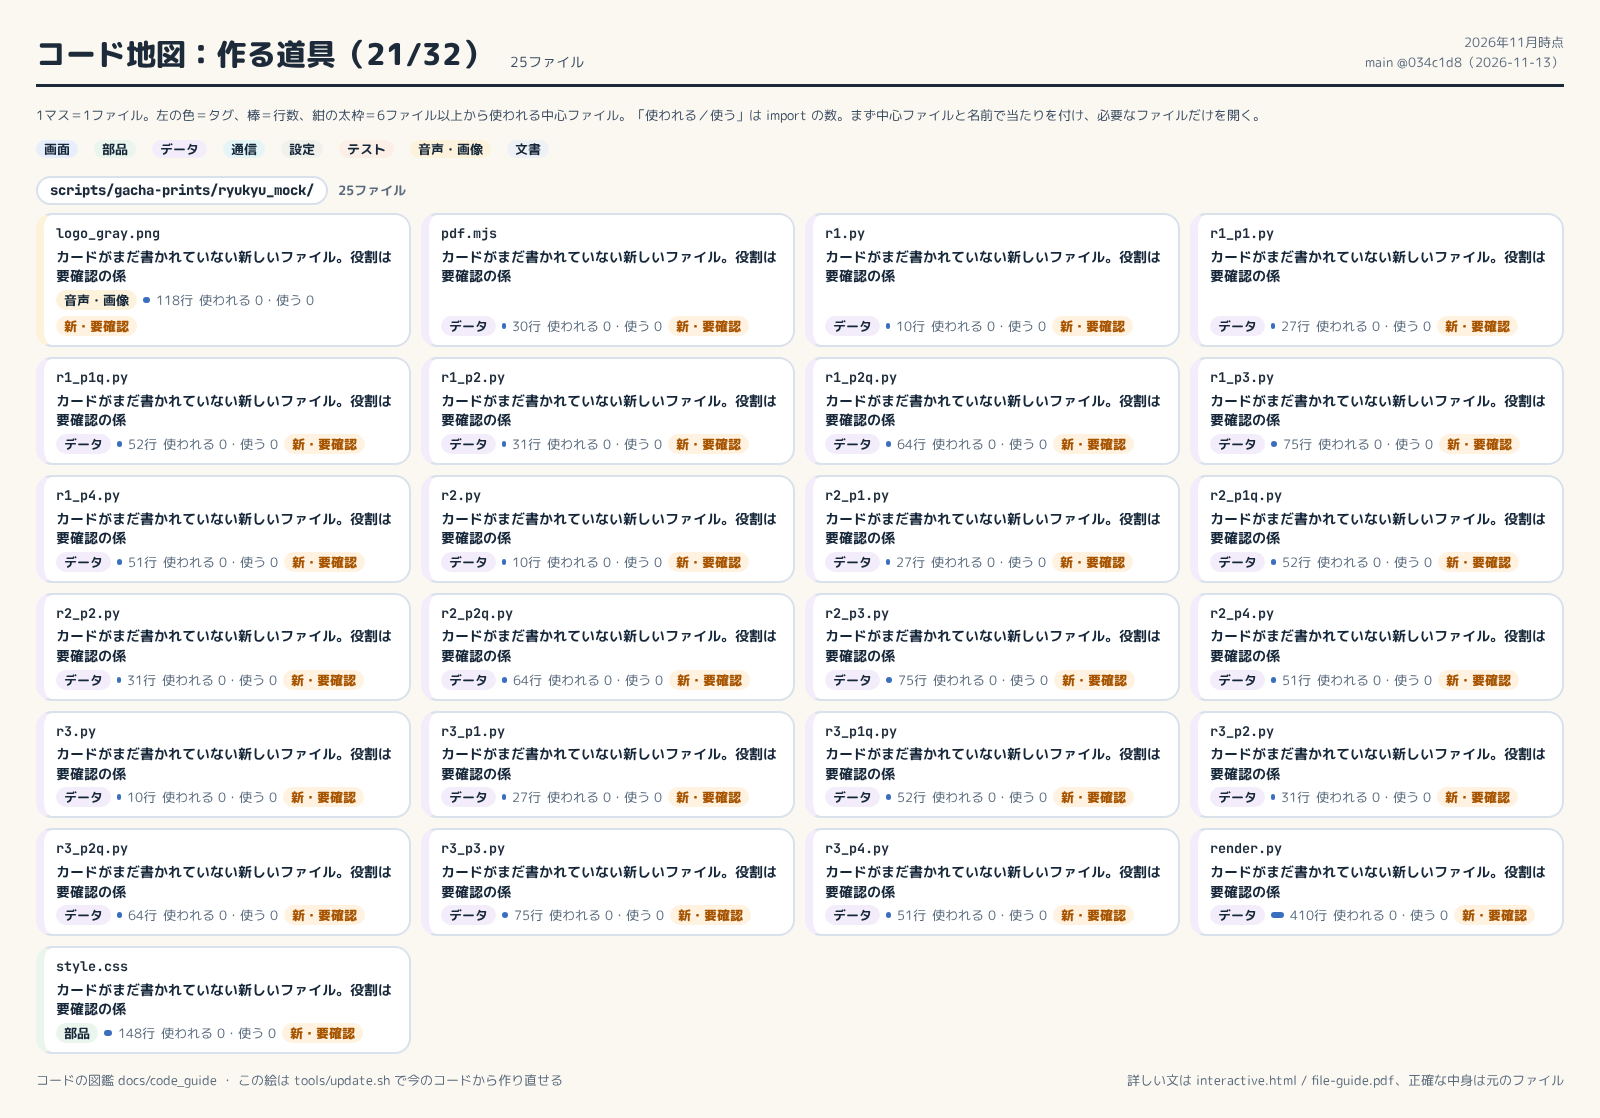 コード地図：作る道具（21/32）
25ファイル
2026年11月時点
main @034c1d8（2026-11-13）
1マス＝1ファイル。左の色＝タグ、棒＝行数、紺の太枠＝6ファイル以上から使われる中心ファイル。「使われる／使う」は import の数。まず中心ファイルと名前で当たりを付け、必要なファイルだけを開く。
画面 部品 データ 通信 設定 テスト 音声・画像 文書
scripts/gacha-prints/ryukyu_mock/ 25ファイル
logo_gray.png
カードがまだ書かれていない新しいファイル。役割は
要確認の係
音声・画像 118行 使われる 0 · 使う 0
新・要確認
pdf.mjs
カードがまだ書かれていない新しいファイル。役割は
要確認の係
データ 30行 使われる 0 · 使う 0 新・要確認
r1.py
カードがまだ書かれていない新しいファイル。役割は
要確認の係
データ 10行 使われる 0 · 使う 0 新・要確認
r1_p1.py
カードがまだ書かれていない新しいファイル。役割は
要確認の係
データ 27行 使われる 0 · 使う 0 新・要確認
r1_p1q.py
カードがまだ書かれていない新しいファイル。役割は
要確認の係
データ 52行 使われる 0 · 使う 0 新・要確認
r1_p2.py
カードがまだ書かれていない新しいファイル。役割は
要確認の係
データ 31行 使われる 0 · 使う 0 新・要確認
r1_p2q.py
カードがまだ書かれていない新しいファイル。役割は
要確認の係
データ 64行 使われる 0 · 使う 0 新・要確認
r1_p3.py
カードがまだ書かれていない新しいファイル。役割は
要確認の係
データ 75行 使われる 0 · 使う 0 新・要確認
r1_p4.py
カードがまだ書かれていない新しいファイル。役割は
要確認の係
データ 51行 使われる 0 · 使う 0 新・要確認
r2.py
カードがまだ書かれていない新しいファイル。役割は
要確認の係
データ 10行 使われる 0 · 使う 0 新・要確認
r2_p1.py
カードがまだ書かれていない新しいファイル。役割は
要確認の係
データ 27行 使われる 0 · 使う 0 新・要確認
r2_p1q.py
カードがまだ書かれていない新しいファイル。役割は
要確認の係
データ 52行 使われる 0 · 使う 0 新・要確認
r2_p2.py
カードがまだ書かれていない新しいファイル。役割は
要確認の係
データ 31行 使われる 0 · 使う 0 新・要確認
r2_p2q.py
カードがまだ書かれていない新しいファイル。役割は
要確認の係
データ 64行 使われる 0 · 使う 0 新・要確認
r2_p3.py
カードがまだ書かれていない新しいファイル。役割は
要確認の係
データ 75行 使われる 0 · 使う 0 新・要確認
r2_p4.py
カードがまだ書かれていない新しいファイル。役割は
要確認の係
データ 51行 使われる 0 · 使う 0 新・要確認
r3.py
カードがまだ書かれていない新しいファイル。役割は
要確認の係
データ 10行 使われる 0 · 使う 0 新・要確認
r3_p1.py
カードがまだ書かれていない新しいファイル。役割は
要確認の係
データ 27行 使われる 0 · 使う 0 新・要確認
r3_p1q.py
カードがまだ書かれていない新しいファイル。役割は
要確認の係
データ 52行 使われる 0 · 使う 0 新・要確認
r3_p2.py
カードがまだ書かれていない新しいファイル。役割は
要確認の係
データ 31行 使われる 0 · 使う 0 新・要確認
r3_p2q.py
カードがまだ書かれていない新しいファイル。役割は
要確認の係
データ 64行 使われる 0 · 使う 0 新・要確認
r3_p3.py
カードがまだ書かれていない新しいファイル。役割は
要確認の係
データ 75行 使われる 0 · 使う 0 新・要確認
r3_p4.py
カードがまだ書かれていない新しいファイル。役割は
要確認の係
データ 51行 使われる 0 · 使う 0 新・要確認
render.py
カードがまだ書かれていない新しいファイル。役割は
要確認の係
データ 410行 使われる 0 · 使う 0 新・要確認
style.css
カードがまだ書かれていない新しいファイル。役割は
要確認の係
部品 148行 使われる 0 · 使う 0 新・要確認
コードの図鑑 docs/code_guide ・ この絵は tools/update.sh で今のコードから作り直せる
詳しい文は interactive.html / file-guide.pdf、正確な中身は元のファイル